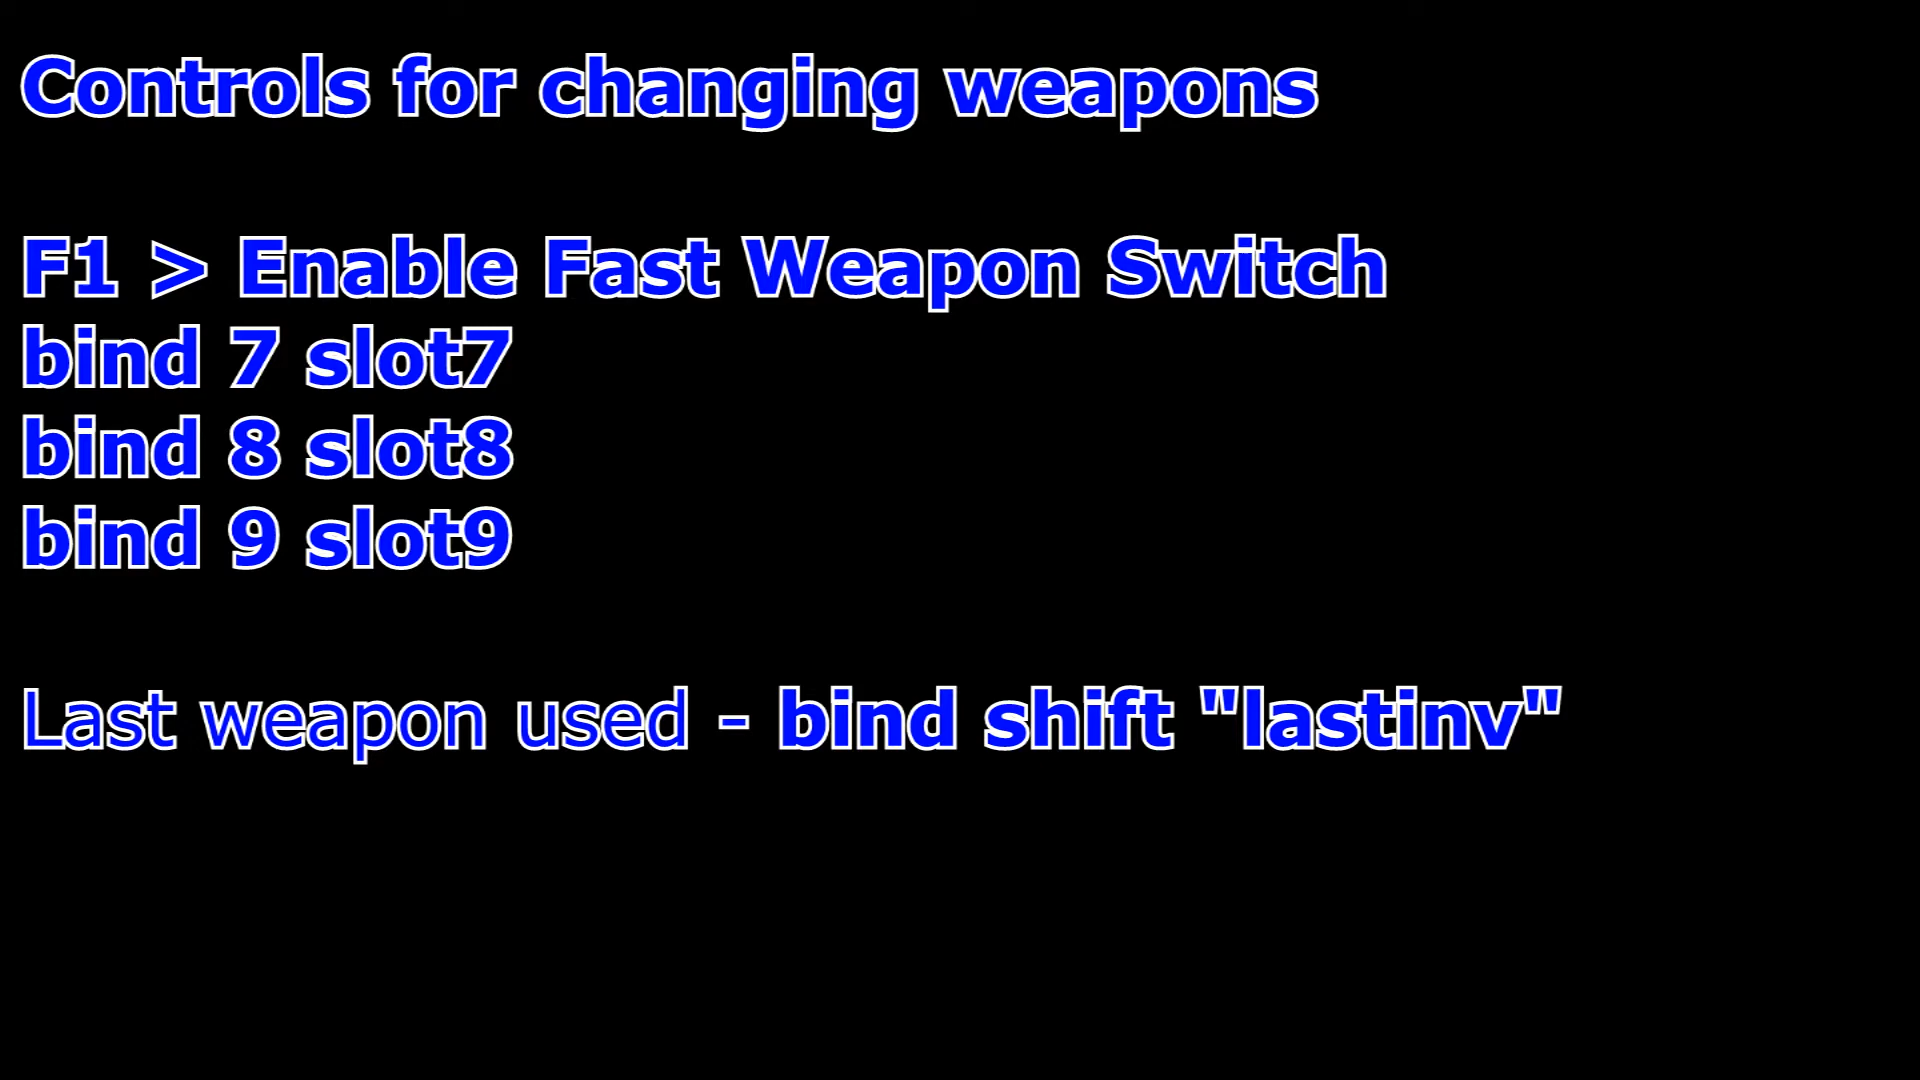 Controls for changing weapons
F1 > Enable Fast Weapon Switch
bind 7 slot7
bind 8 slot8
bind 9 slot9
Last weapon used - bind shift "lastinv"